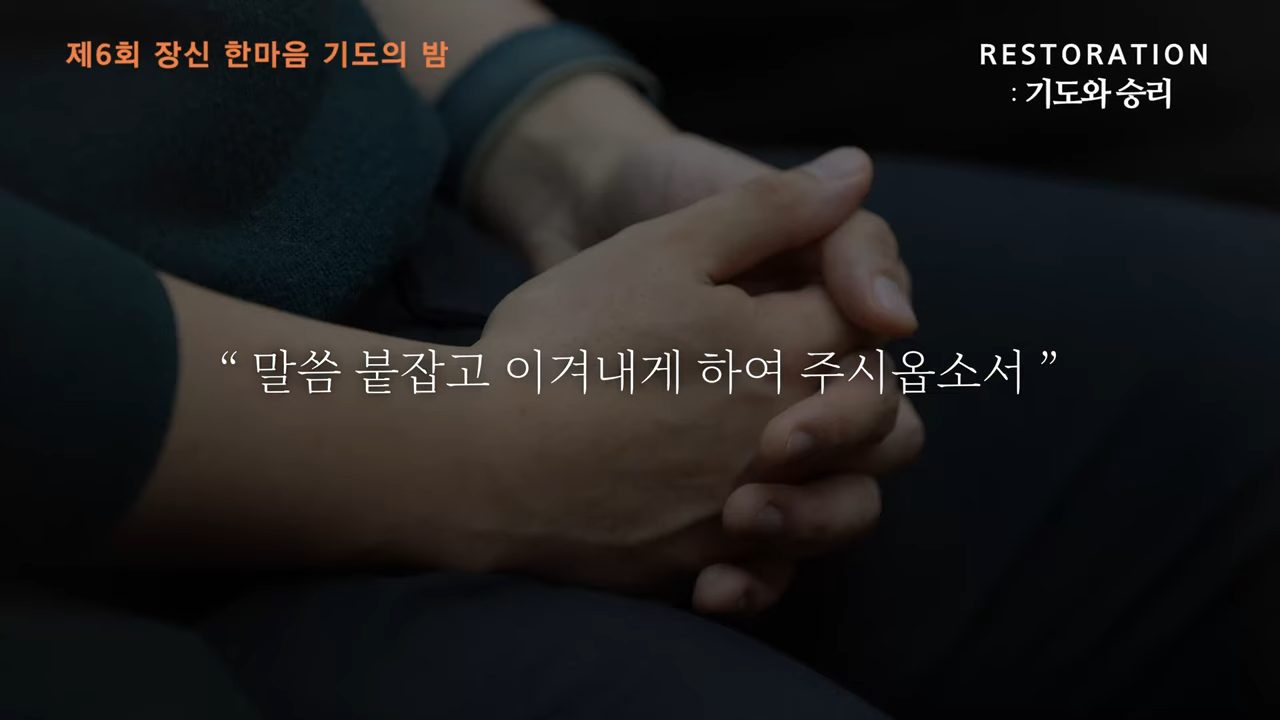 제6회 장신 한마음 기도의 밤
RESTORATION
: 기도와 승리
“ 말씀 붙잡고 이겨내게 하여 주시옵소서 ”